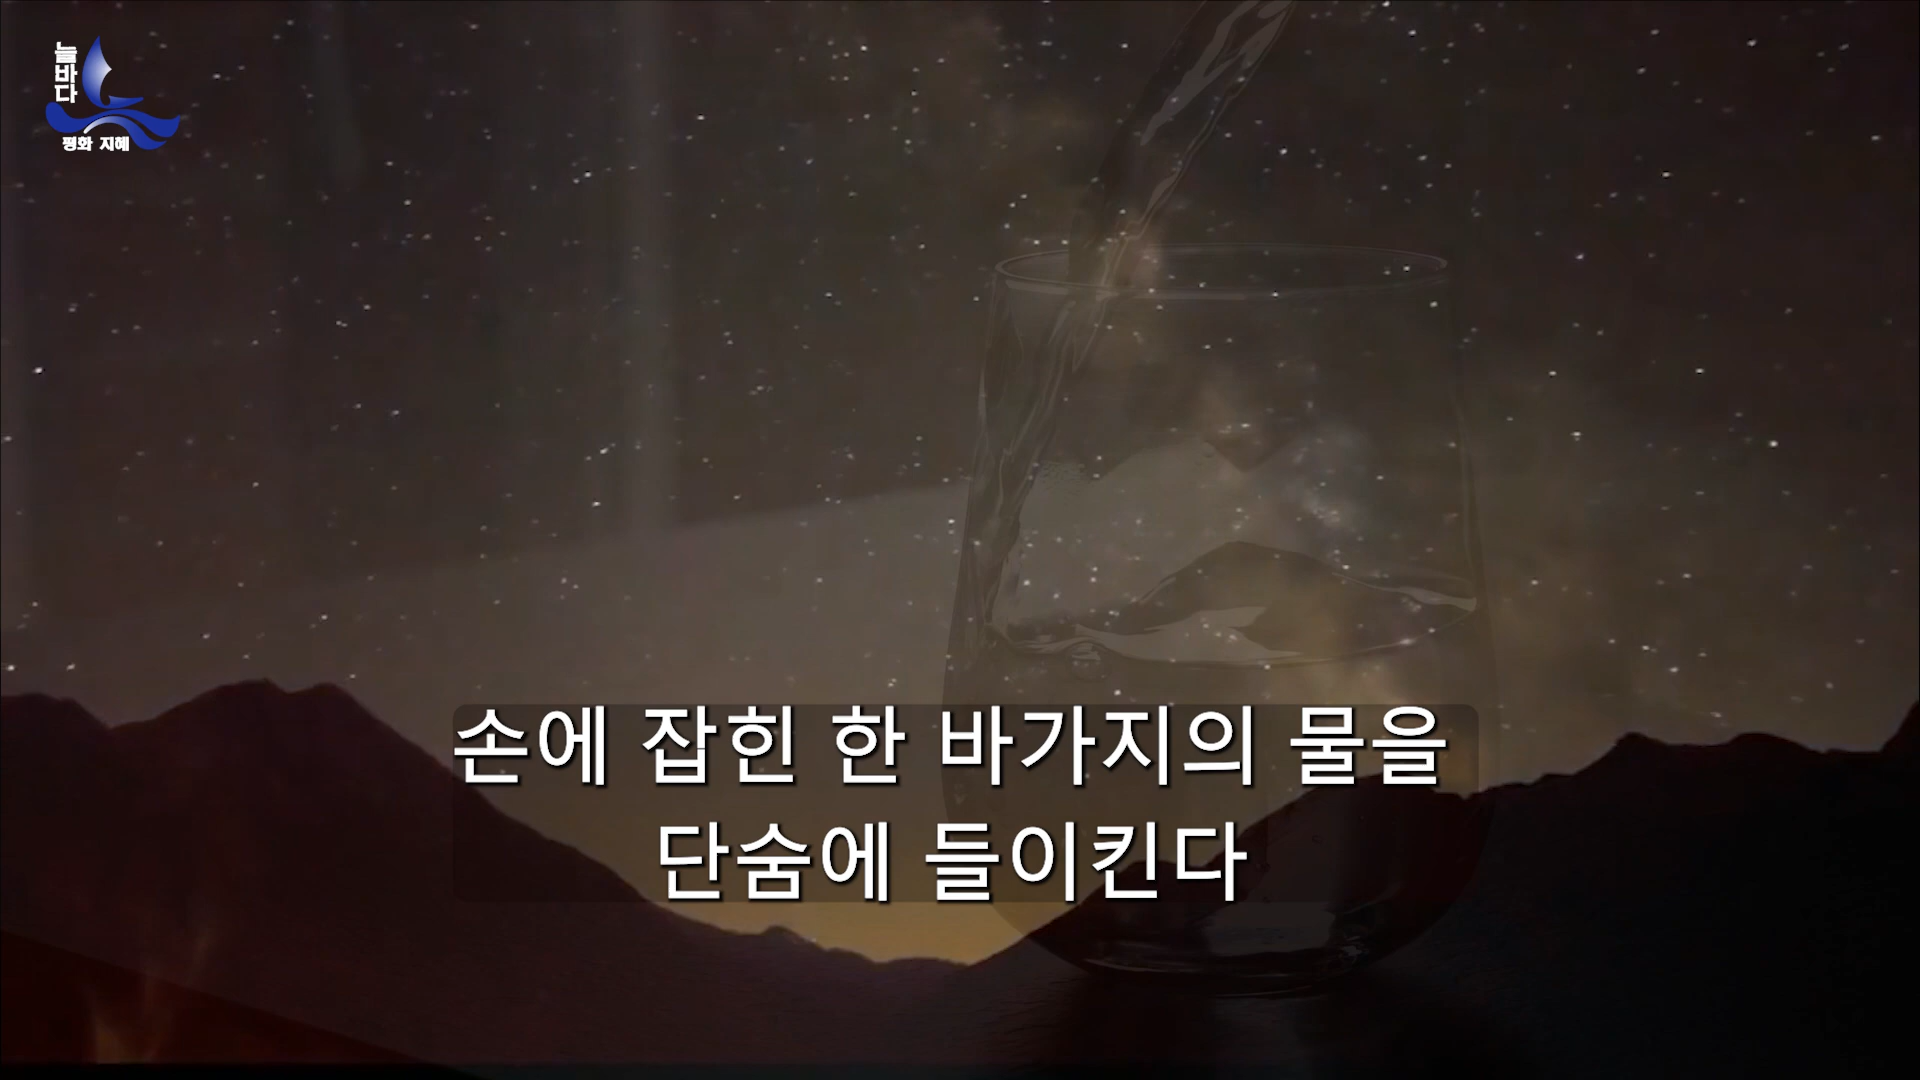 늘바다
평화 지혜
손에 잡힌 한 바가지의 물을
단숨에 들이킨다